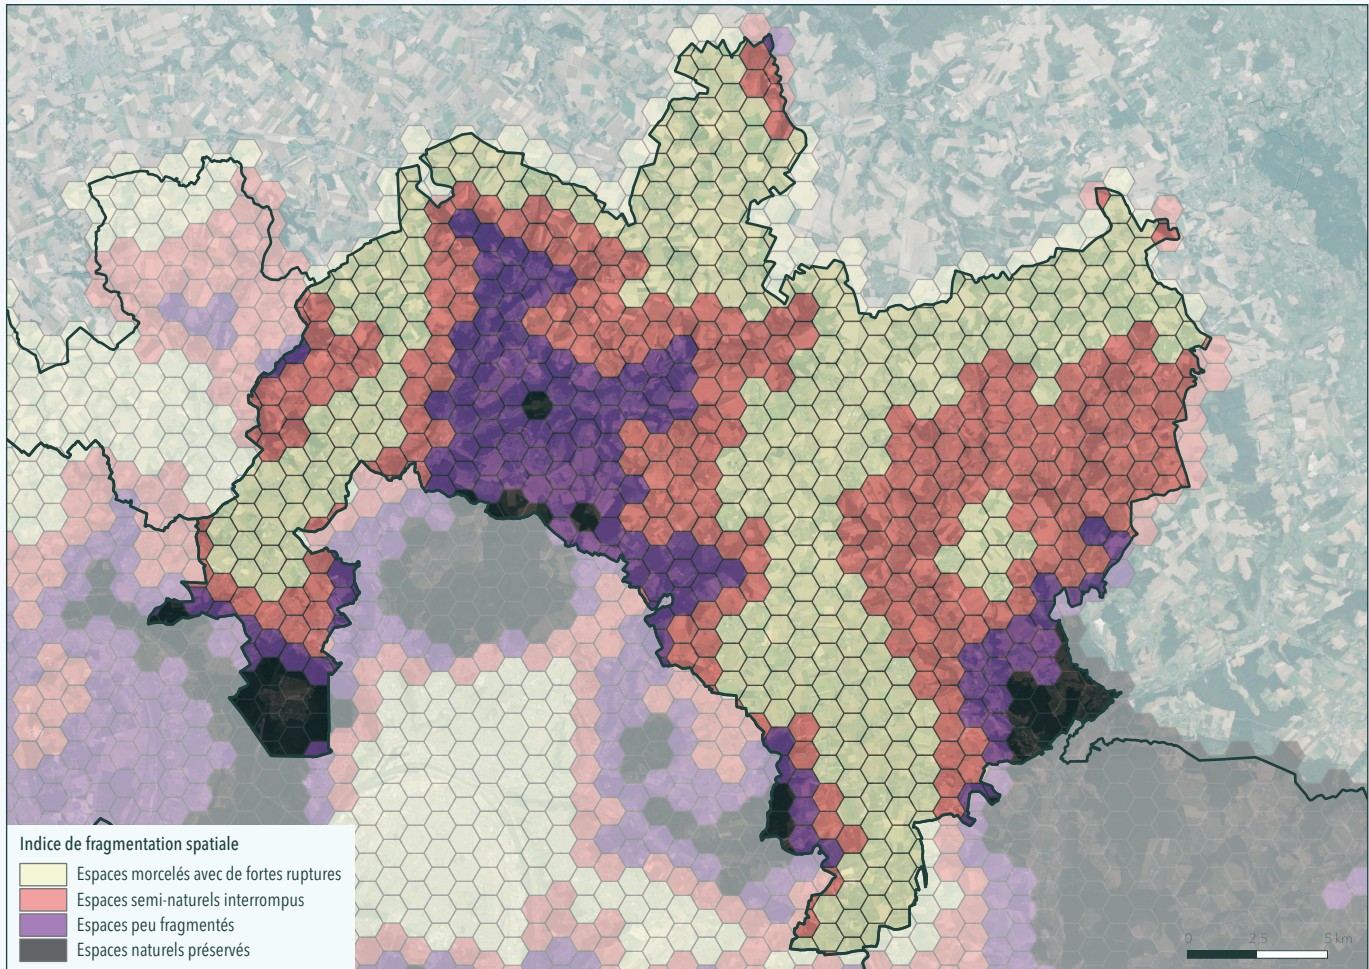 Indice de fragmentation spatiale
Espaces morcelés avec de fortes ruptures
Espaces semi-naturels interrompus
Espaces peu fragmentés
Espaces naturels préservés
0 2,5 5 km